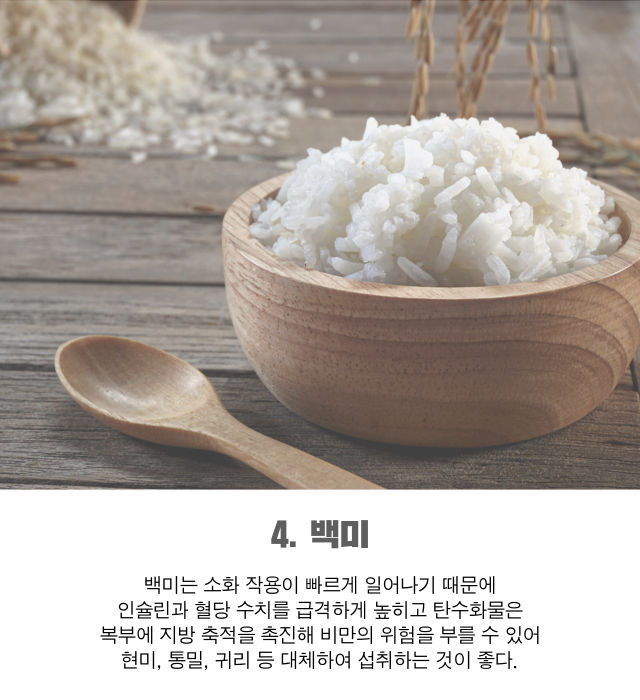 4. 백미
백미는 소화 작용이 빠르게 일어나기 때문에
인슐린과 혈당 수치를 급격하게 높히고 탄수화물은
복부에 지방 축적을 촉진해 비만의 위험을 부를 수 있어
현미, 통밀, 귀리 등 대체하여 섭취하는 것이 좋다.